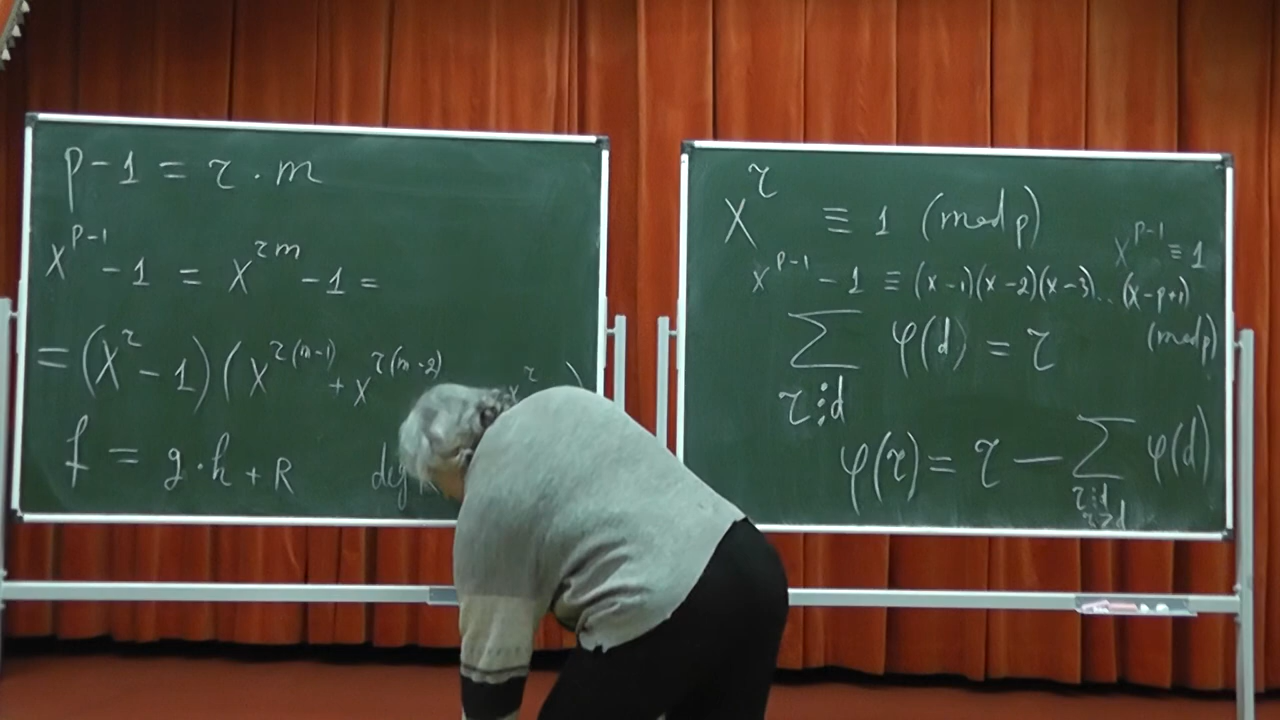 p-1 = τ · m
x^{p-1} - 1 = x^{τm} - 1 =
= (x^τ - 1)(x^{τ(m-1)} + x^{τ(m-2)} x^τ )
f = g · h + R deg
x^τ ≡ 1 (mod p)
x^{p-1} ≡ 1
x^{p-1} - 1 ≡ (x-1)(x-2)(x-3)...(x-p+1)
(mod p)
∑_{τ⋮d} φ(d) = τ
φ(τ) = τ - ∑_{τ⋮d, τ>d} φ(d)